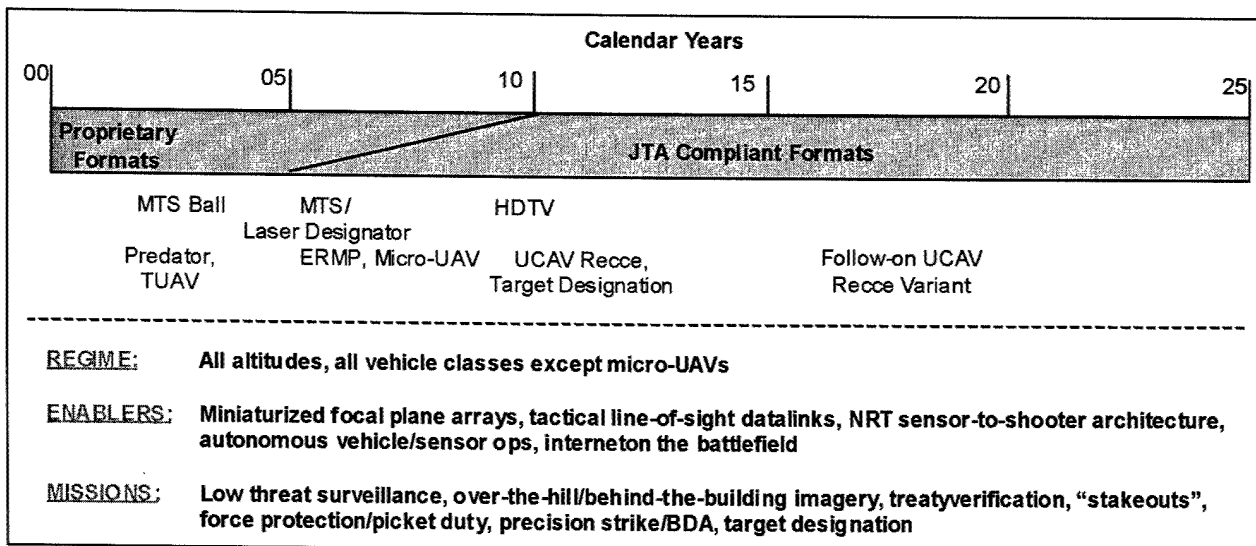 Calendar Years
00 05 10 15 20 25
Proprietary
Formats
JTA Compliant Formats
MTS Ball
MTS/
Laser Designator
HDTV
Predator,
TUAV
ERMP, Micro-UAV
UCAV Recce,
Target Designation
Follow-on UCAV
Recce Variant
REGIME: All altitudes, all vehicle classes except micro-UAVs
ENABLERS: Miniaturized focal plane arrays, tactical line-of-sight datalinks, NRT sensor-to-shooter architecture,
autonomous vehicle/sensor ops, interneton the battlefield
MISSIONS: Low threat surveillance, over-the-hill/behind-the-building imagery, treatyverification, “stakeouts”,
force protection/picket duty, precision strike/BDA, target designation